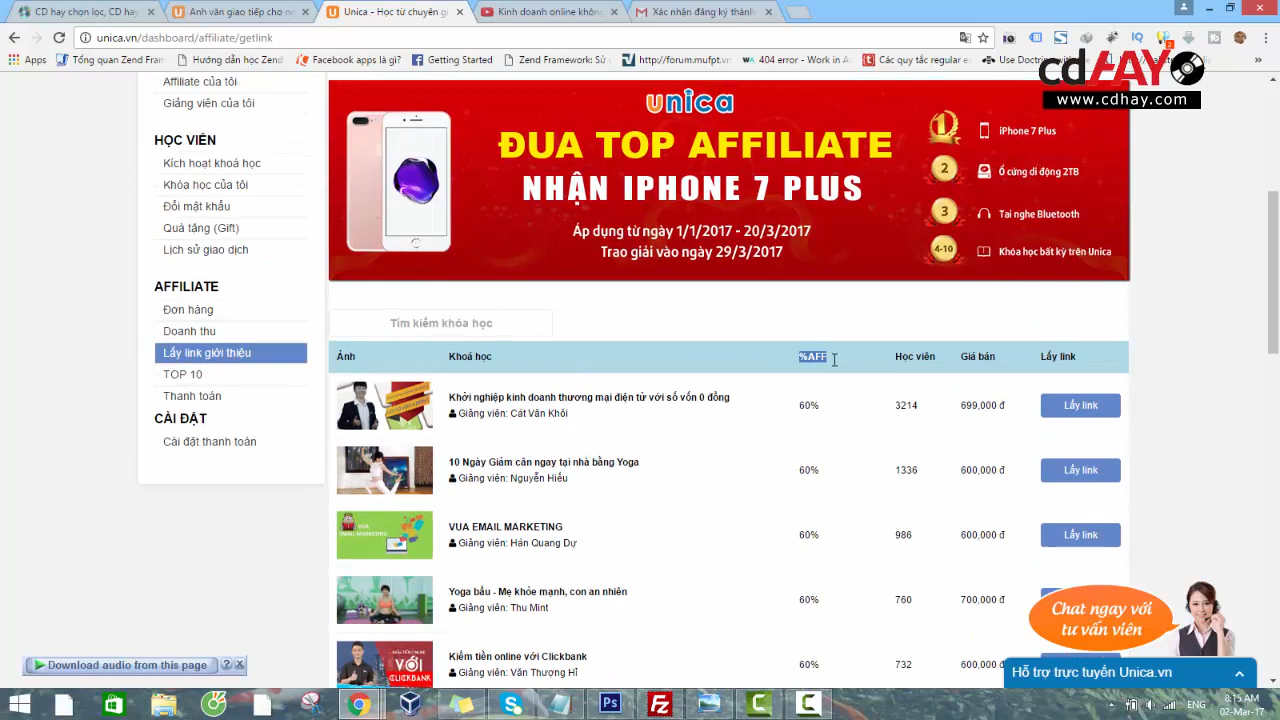 CD hay chọn lọc, CD hay
Anh văn giao tiếp cho n
Unica - Học từ chuyên gi
Kinh doanh online khôn
Xác nhận đăng ký thành
unica.vn/dashboard/affiliate/getlink
Apps
Tổng quan Zend Fram
Hướng dẫn học Zend
Facebook apps | Gett
Getting Started
Zend Framework: S
http://forum.mufpt.vn
404 error - Work in A
Các quy tắc regular e
Use Doctrine
cdHAY
www.cdhay.com
Affiliate của tôi
Giảng viên của tôi
HỌC VIÊN
Kích hoạt khoá học
Khóa học của tôi
Đổi mật khẩu
Quà tặng (Gift)
Lịch sử giao dịch
AFFILIATE
Đơn hàng
Doanh thu
Lấy link giới thiệu
TOP 10
Thanh toán
CÀI ĐẶT
Cài đặt thanh toán
unica
ĐUA TOP AFFILIATE
NHẬN IPHONE 7 PLUS
Áp dụng từ ngày 1/1/2017 - 20/3/2017
Trao giải vào ngày 29/3/2017
1 iPhone 7 Plus
2 Ổ cứng di động 2TB
3 Tai nghe Bluetooth
4-10 Khóa học bất kỳ trên Unica
Tìm kiếm khóa học
Ảnh Khoá học %AFF Học viên Giá bán Lấy link
Khởi nghiệp kinh doanh thương mại điện tử với số vốn 0 đồng
Giảng viên: Cát Văn Khôi
60% 3214 699,000 đ Lấy link
10 Ngày Giảm cân ngay tại nhà bằng Yoga
Giảng viên: Nguyễn Hiếu
60% 1336 600,000 đ Lấy link
VUA EMAIL MARKETING
Giảng viên: Hán Quang Dự
60% 986 600,000 đ Lấy link
VUA
EMAIL MARKETING
Yoga bầu - Mẹ khỏe mạnh, con an nhiên
Giảng viên: Thu Mint
60% 760 700,000 đ
Kiếm tiền online với Clickbank
Giảng viên: Văn Thượng Hĩ
60% 732 600,000 đ
VỚI
CLICKBANK
Chat ngay với
tư vấn viên
Hỗ trợ trực tuyến Unica.vn
Download audio from this page ? X
ENG
8:15 AM
02-Mar-17